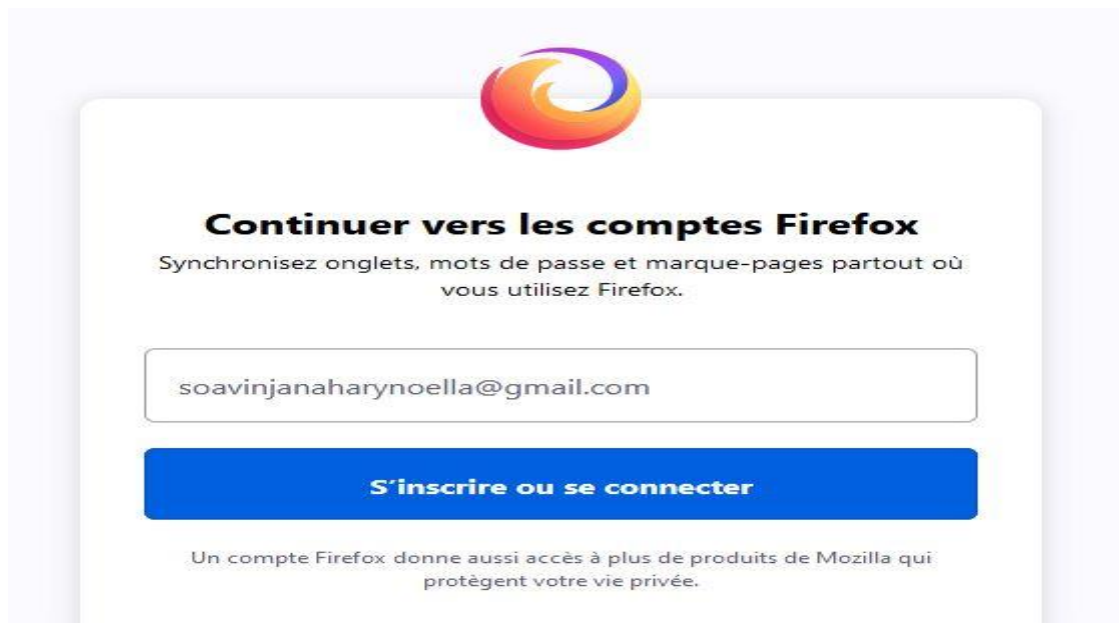 Continuer vers les comptes Firefox
Synchronisez onglets, mots de passe et marque-pages partout où
vous utilisez Firefox.
soavinjanaharynoella@gmail.com
S'inscrire ou se connecter
Un compte Firefox donne aussi accès à plus de produits de Mozilla qui
protègent votre vie privée.